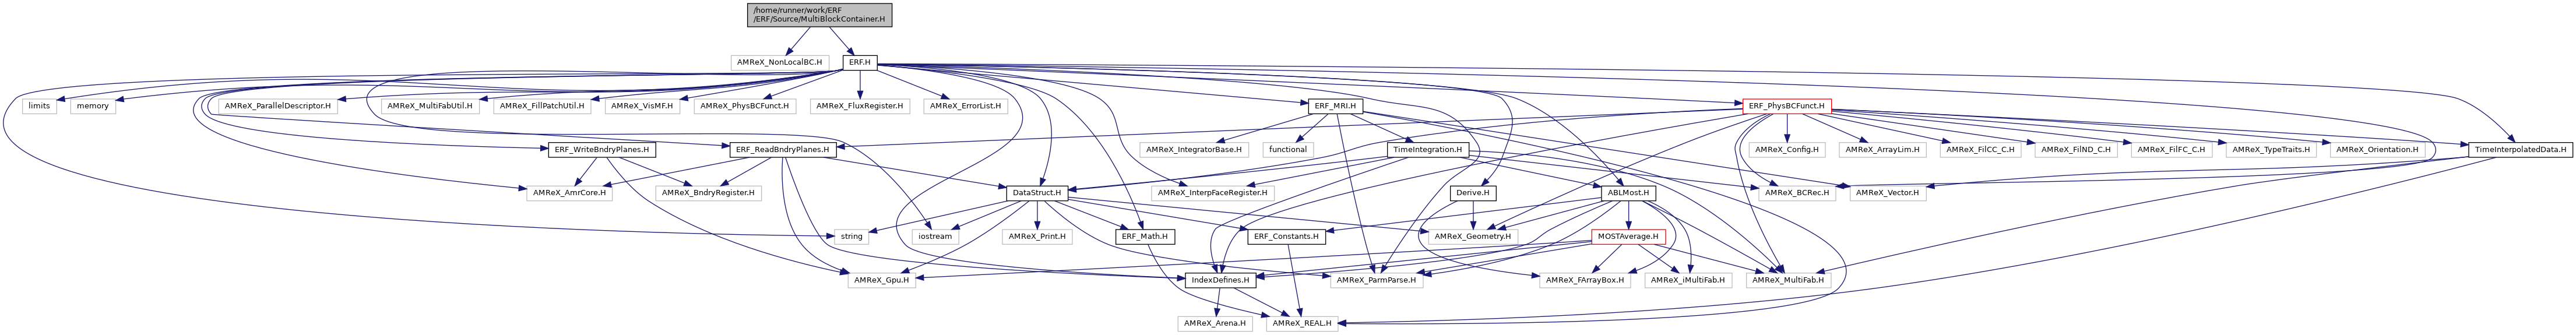 /home/runner/work/ERF
/ERF/Source/MultiBlockContainer.H
AMReX_NonLocalBC.H
ERF.H
limits
memory
AMReX_ParallelDescriptor.H
AMReX_MultiFabUtil.H
AMReX_FillPatchUtil.H
AMReX_VisMF.H
AMReX_PhysBCFunct.H
AMReX_FluxRegister.H
AMReX_ErrorList.H
ERF_MRI.H
ERF_PhysBCFunct.H
ERF_WriteBndryPlanes.H
ERF_ReadBndryPlanes.H
AMReX_IntegratorBase.H
functional
TimeIntegration.H
AMReX_Config.H
AMReX_ArrayLim.H
AMReX_FilCC_C.H
AMReX_FilND_C.H
AMReX_FilFC_C.H
AMReX_TypeTraits.H
AMReX_Orientation.H
TimeInterpolatedData.H
AMReX_AmrCore.H
AMReX_BndryRegister.H
DataStruct.H
AMReX_InterpFaceRegister.H
Derive.H
ABLMost.H
AMReX_BCRec.H
AMReX_Vector.H
string
iostream
AMReX_Print.H
ERF_Math.H
ERF_Constants.H
AMReX_Geometry.H
MOSTAverage.H
AMReX_Gpu.H
IndexDefines.H
AMReX_ParmParse.H
AMReX_FArrayBox.H
AMReX_iMultiFab.H
AMReX_MultiFab.H
AMReX_Arena.H
AMReX_REAL.H